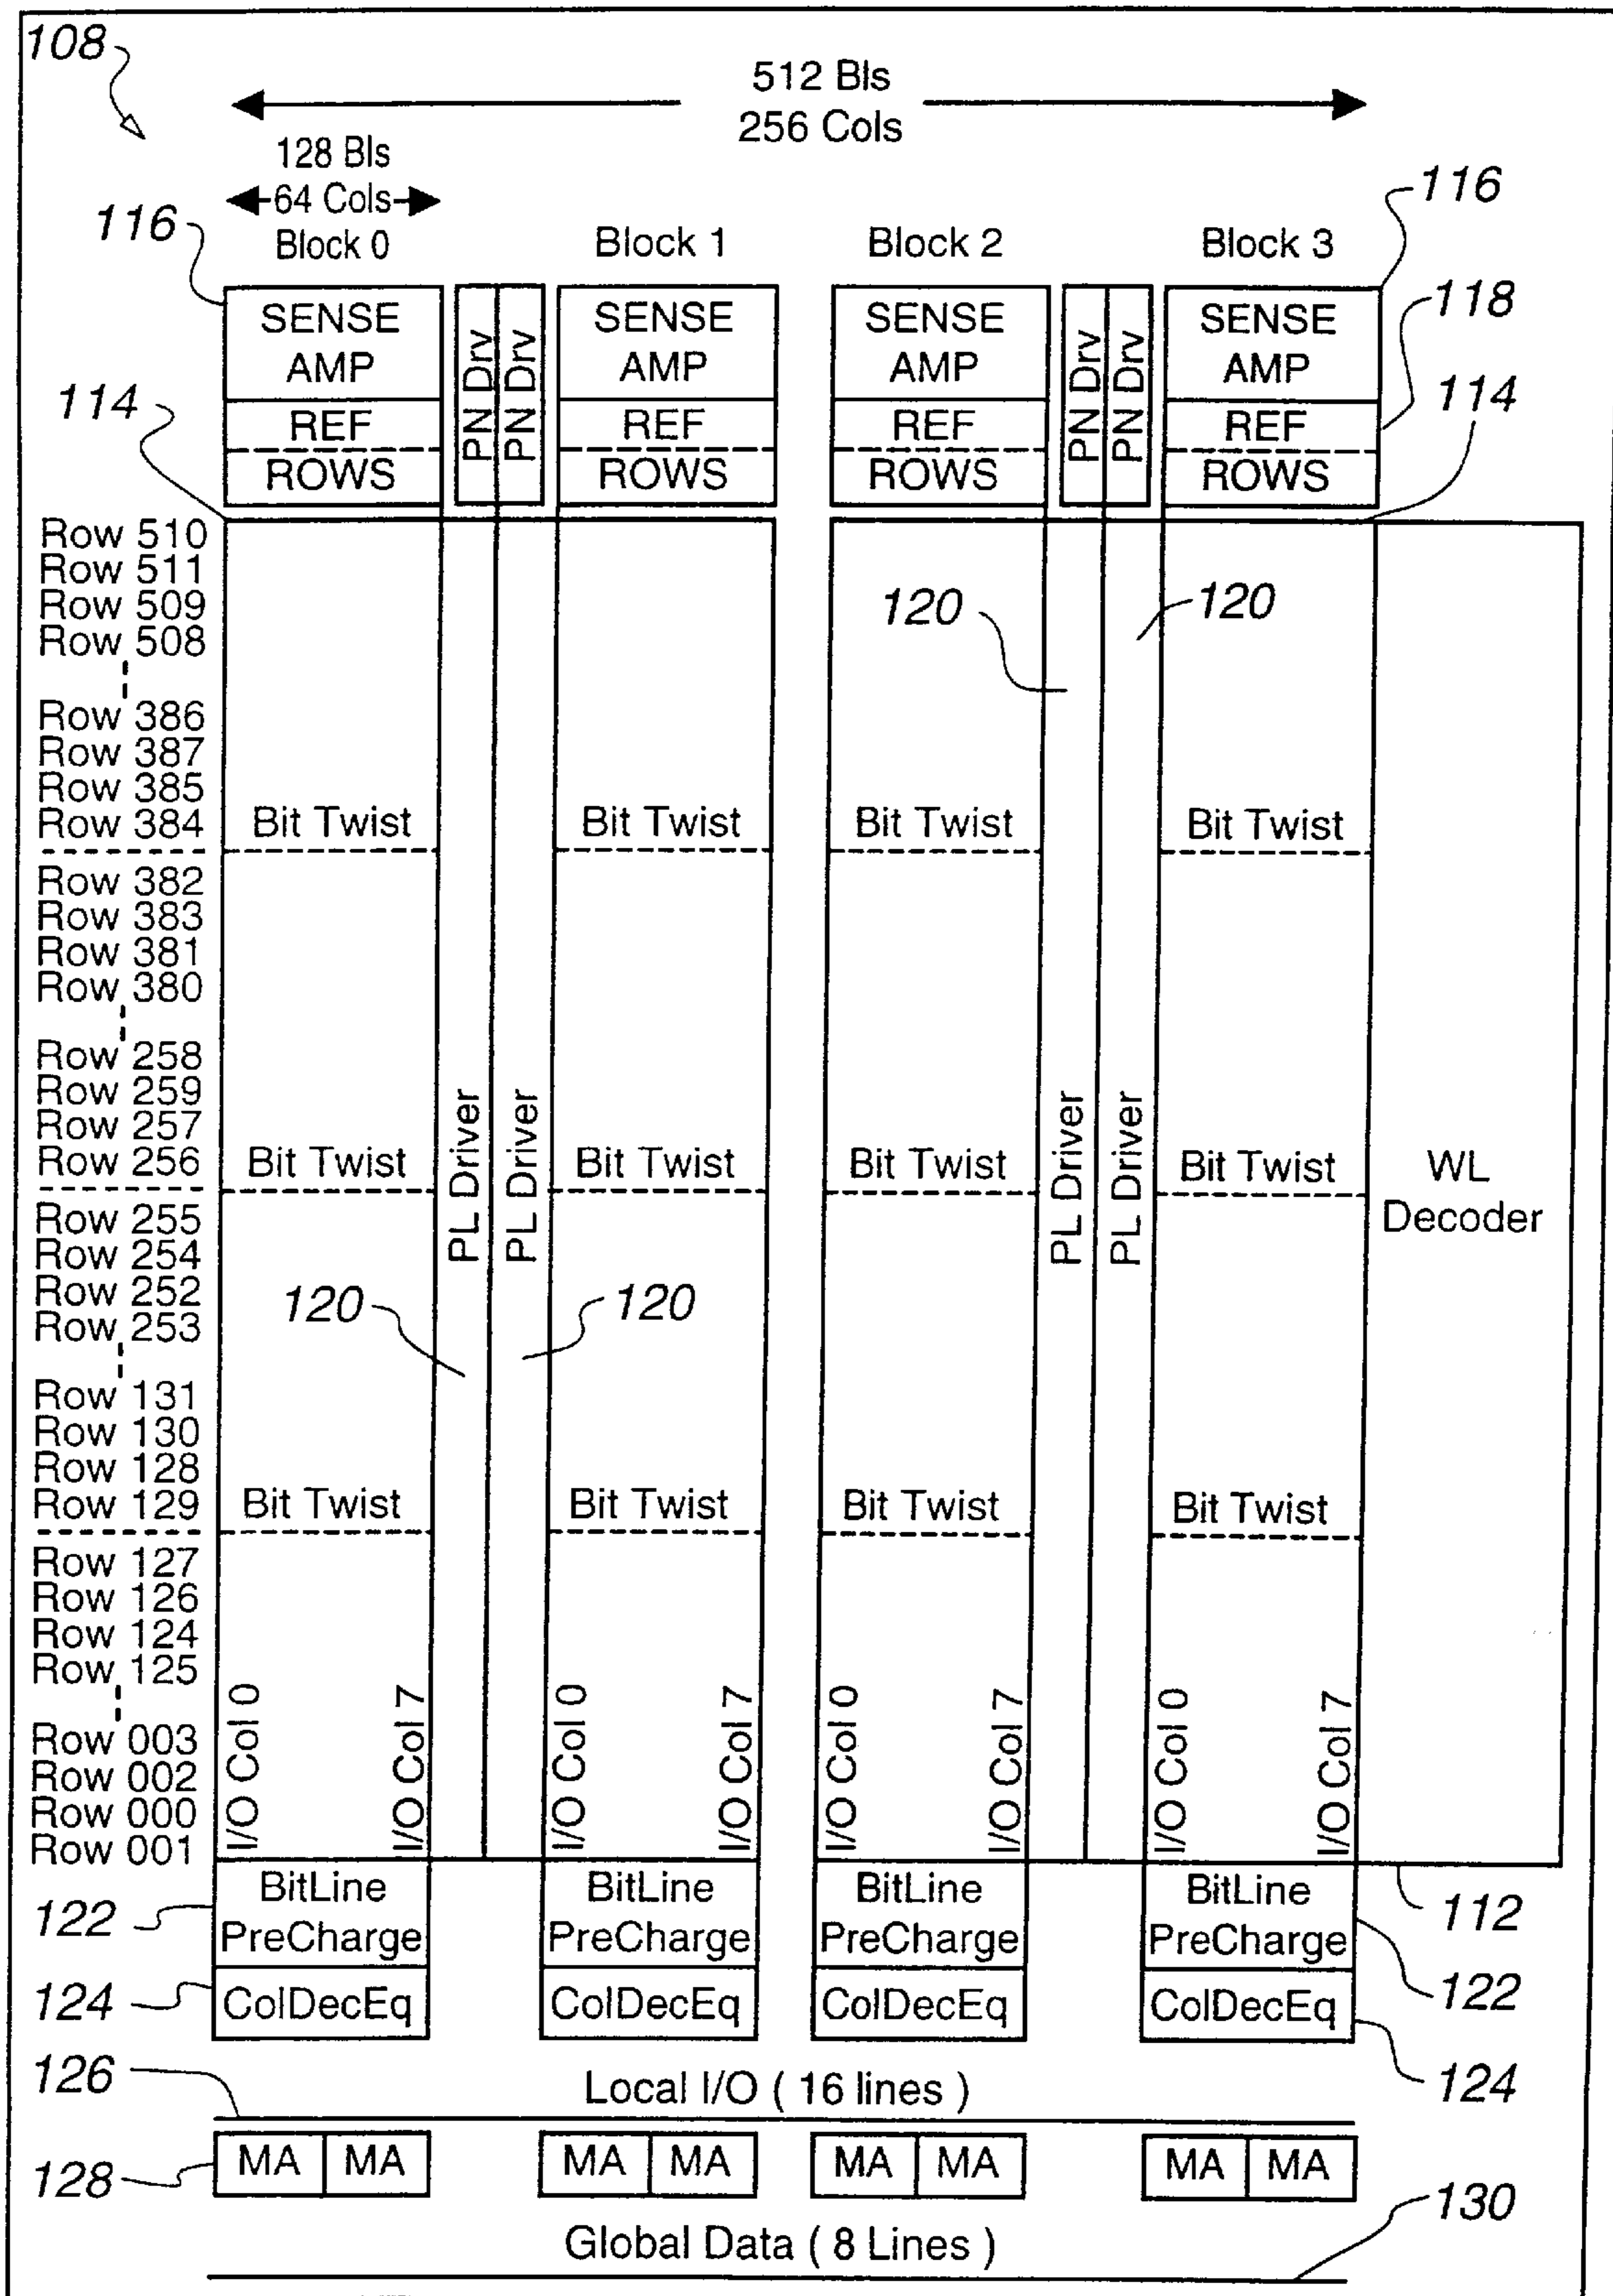 108
512 Bls
256 Cols
128 Bls
64 Cols
116
116
Block 0
Block 1
Block 2
Block 3
118
SENSE
AMP
REF
ROWS
PN Drv
PN Drv
SENSE
AMP
REF
ROWS
SENSE
AMP
REF
ROWS
PN Drv
PN Drv
SENSE
AMP
REF
ROWS
114
114
Row 510
Row 511
Row 509
Row 508
120
120
Row 386
Row 387
Row 385
Row 384
Bit Twist
Bit Twist
Bit Twist
Bit Twist
Row 382
Row 383
Row 381
Row 380
Row 258
Row 259
Row 257
Row 256
Bit Twist
PL Driver
PL Driver
Bit Twist
Bit Twist
PL Driver
PL Driver
Bit Twist
WL
Decoder
Row 255
Row 254
Row 252
Row 253
120
120
Row 131
Row 130
Row 128
Row 129
Bit Twist
Bit Twist
Bit Twist
Bit Twist
Row 127
Row 126
Row 124
Row 125
Row 003
Row 002
Row 000
Row 001
I/O Col 0
I/O Col 7
I/O Col 0
I/O Col 7
I/O Col 0
I/O Col 7
I/O Col 0
I/O Col 7
122
BitLine
PreCharge
BitLine
PreCharge
BitLine
PreCharge
BitLine
PreCharge
112
122
124
ColDecEq
ColDecEq
ColDecEq
ColDecEq
124
126
Local I/O ( 16 lines )
128
MA
MA
MA
MA
MA
MA
MA
MA
130
Global Data ( 8 Lines )